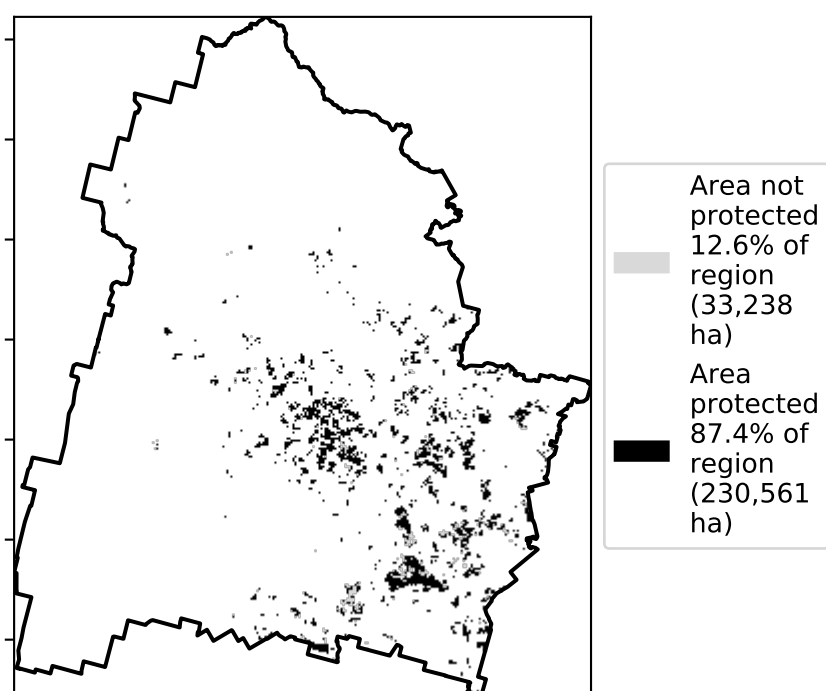 Area not
protected
12.6% of
region
(33,238
ha)
Area
protected
87.4% of
region
(230,561
ha)